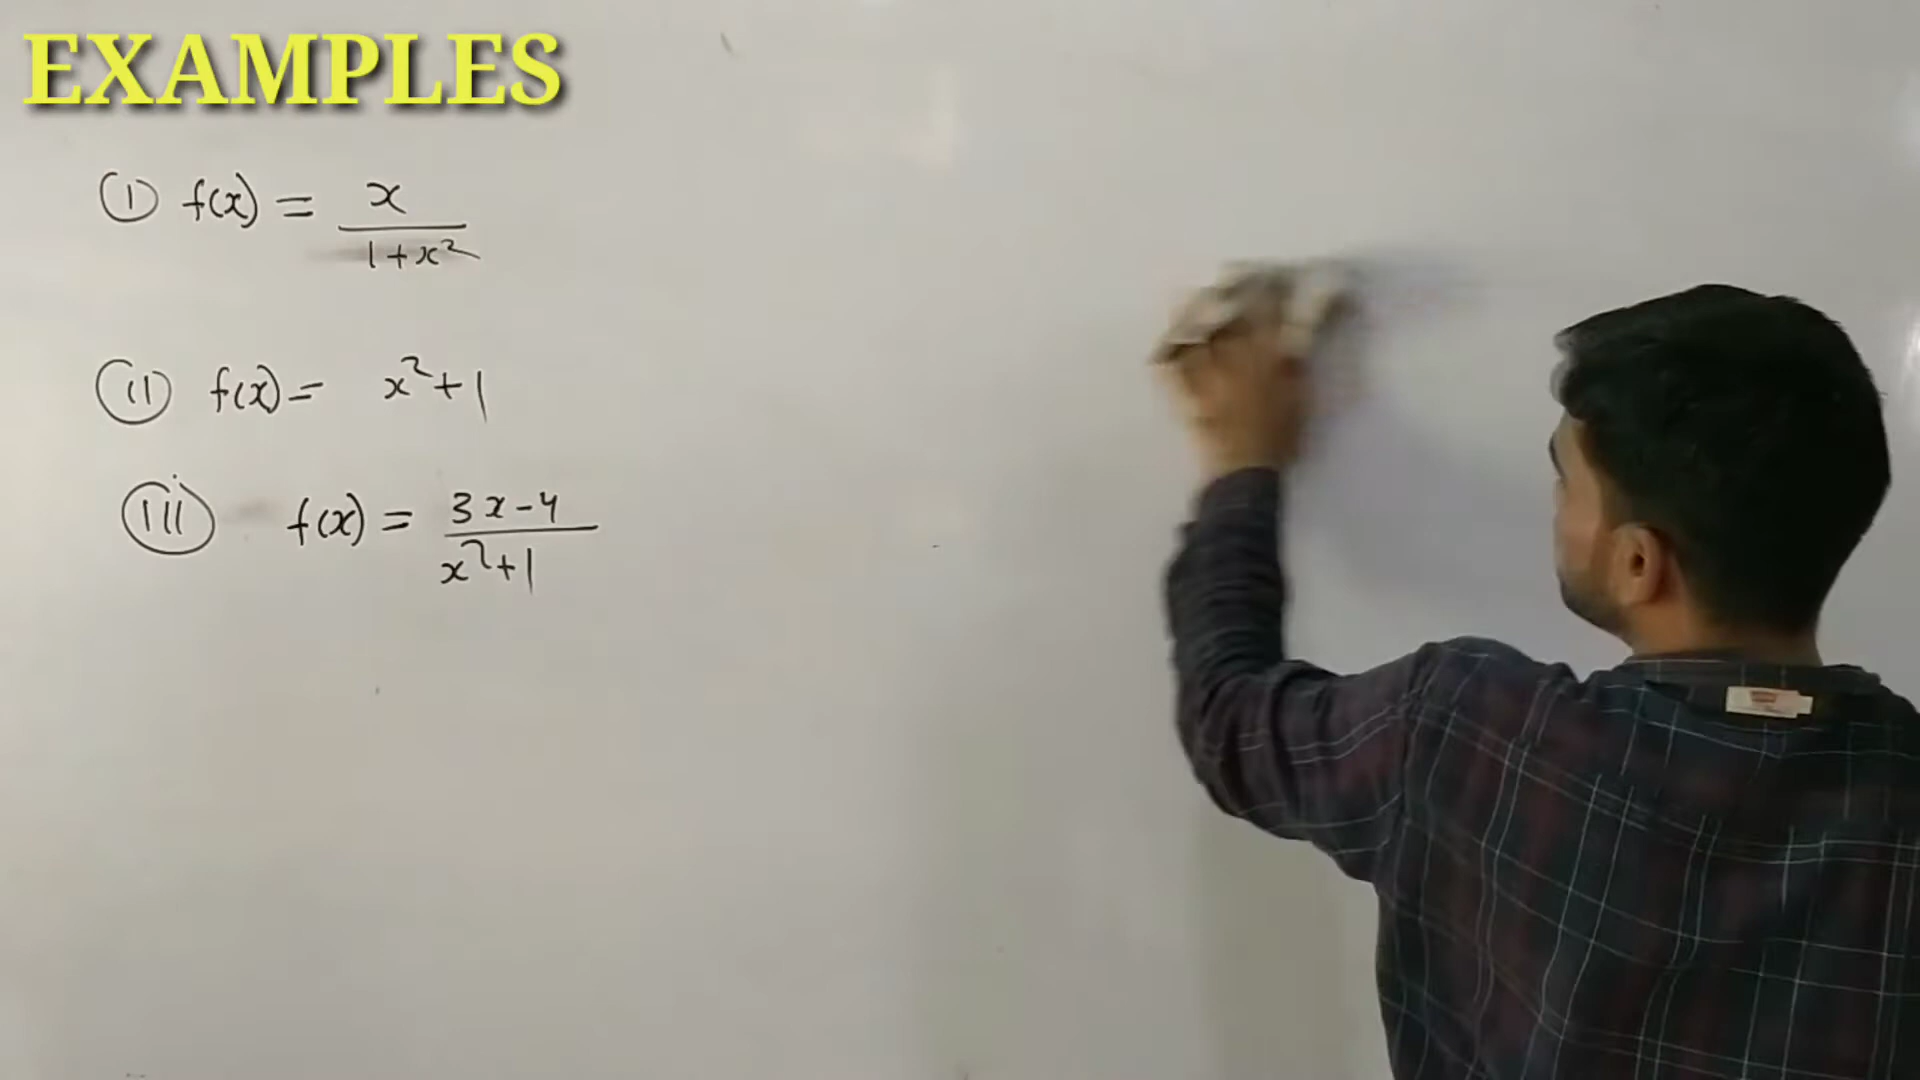 EXAMPLES
(I) f(x) = x / 1+x²
(II) f(x) = x²+1
(III) f(x) = 3x-4 / x²+1